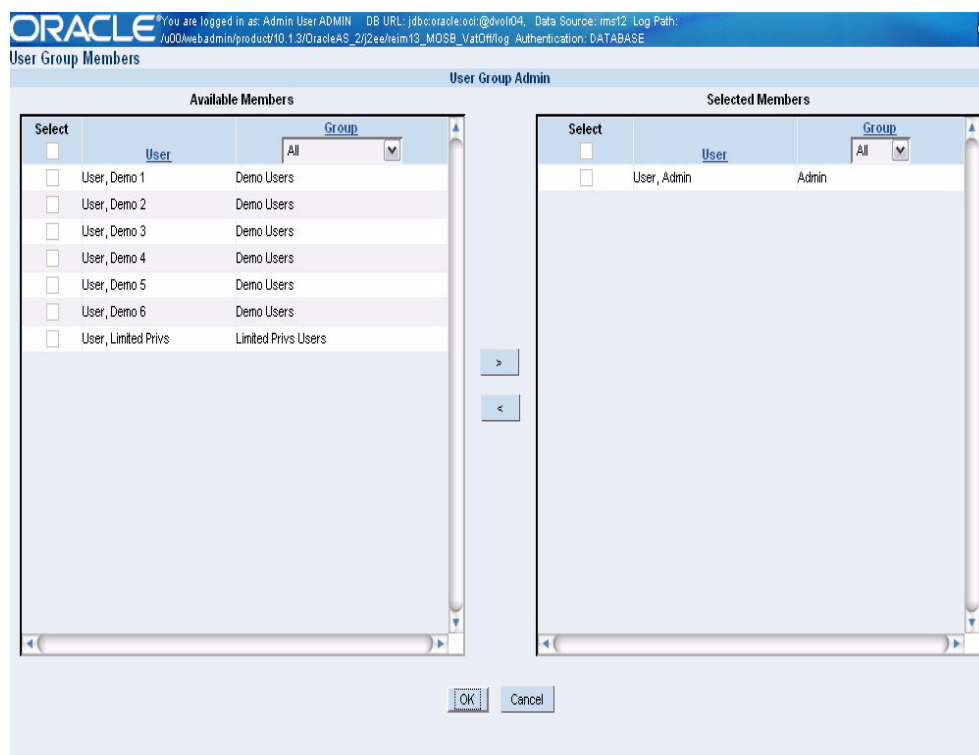 ORACLE® You are logged in as: Admin User ADMIN DB URL: jdbc:oracle:oci:@dvolr04, Data Source: rms12 Log Path:
/u00/webadmin/product/10.1.3/OracleAS_2/j2ee/reim13_MOSB_VatOff/log Authentication: DATABASE
User Group Members
User Group Admin
Available Members
Select
User
Group
All
User, Demo 1 Demo Users
User, Demo 2 Demo Users
User, Demo 3 Demo Users
User, Demo 4 Demo Users
User, Demo 5 Demo Users
User, Demo 6 Demo Users
User, Limited Privs Limited Privs Users
>
<
Selected Members
Select
User
Group
All
User, Admin Admin
OK Cancel